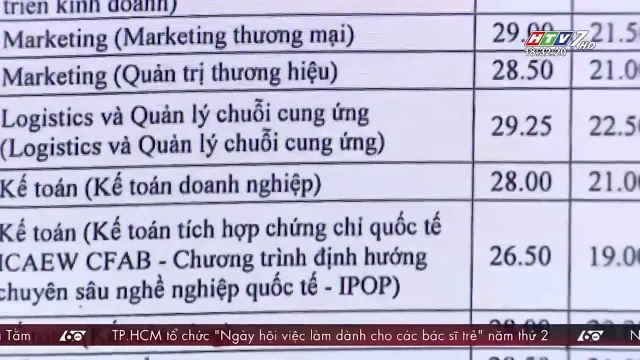 triển kinh doanh)
Marketing (Marketing thương mại) 29.00 21.5
HTV7 HD
18:32:20
Marketing (Quản trị thương hiệu) 28.50 21.0
Logistics và Quản lý chuỗi cung ứng
(Logistics và Quản lý chuỗi cung ứng) 29.25 22.5
Kế toán (Kế toán doanh nghiệp) 28.00 21.0
Kế toán (Kế toán tích hợp chứng chỉ quốc tế
ICAEW CFAB - Chương trình định hướng 26.50 19.0
chuyên sâu nghề nghiệp quốc tế - IPOP)
Tằm 60 TP.HCM tổ chức "Ngày hội việc làm dành cho các bác sĩ trẻ" năm thứ 2 60